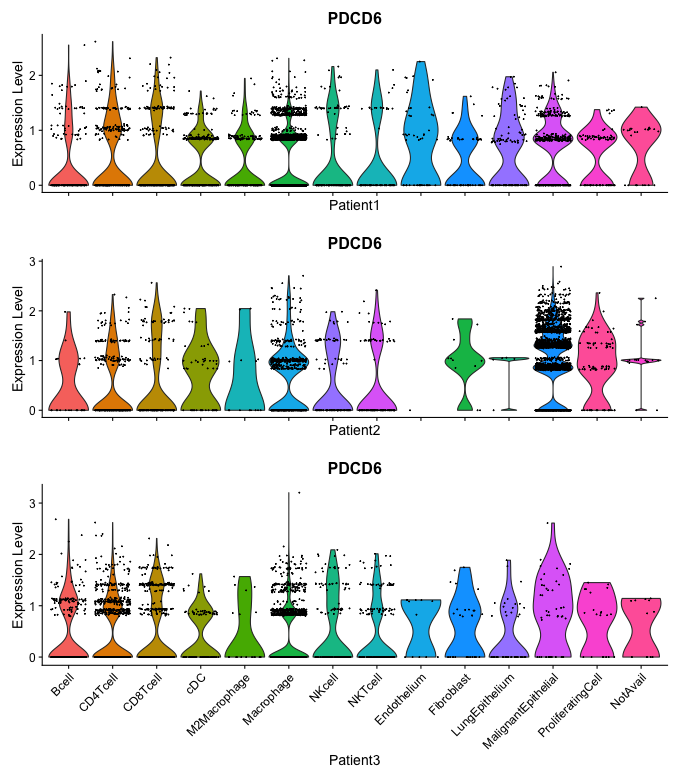 PDCD6
Expression Level
2
1
0
Patient1
PDCD6
Expression Level
3
2
1
0
Patient2
PDCD6
Expression Level
3
2
1
0
Bcell
CD4Tcell
CD8Tcell
cDC
M2Macrophage
Macrophage
NKcell
NKTcell
Endothelium
Fibroblast
LungEpithelium
MalignantEpithelial
ProliferatingCell
NotAvail
Patient3